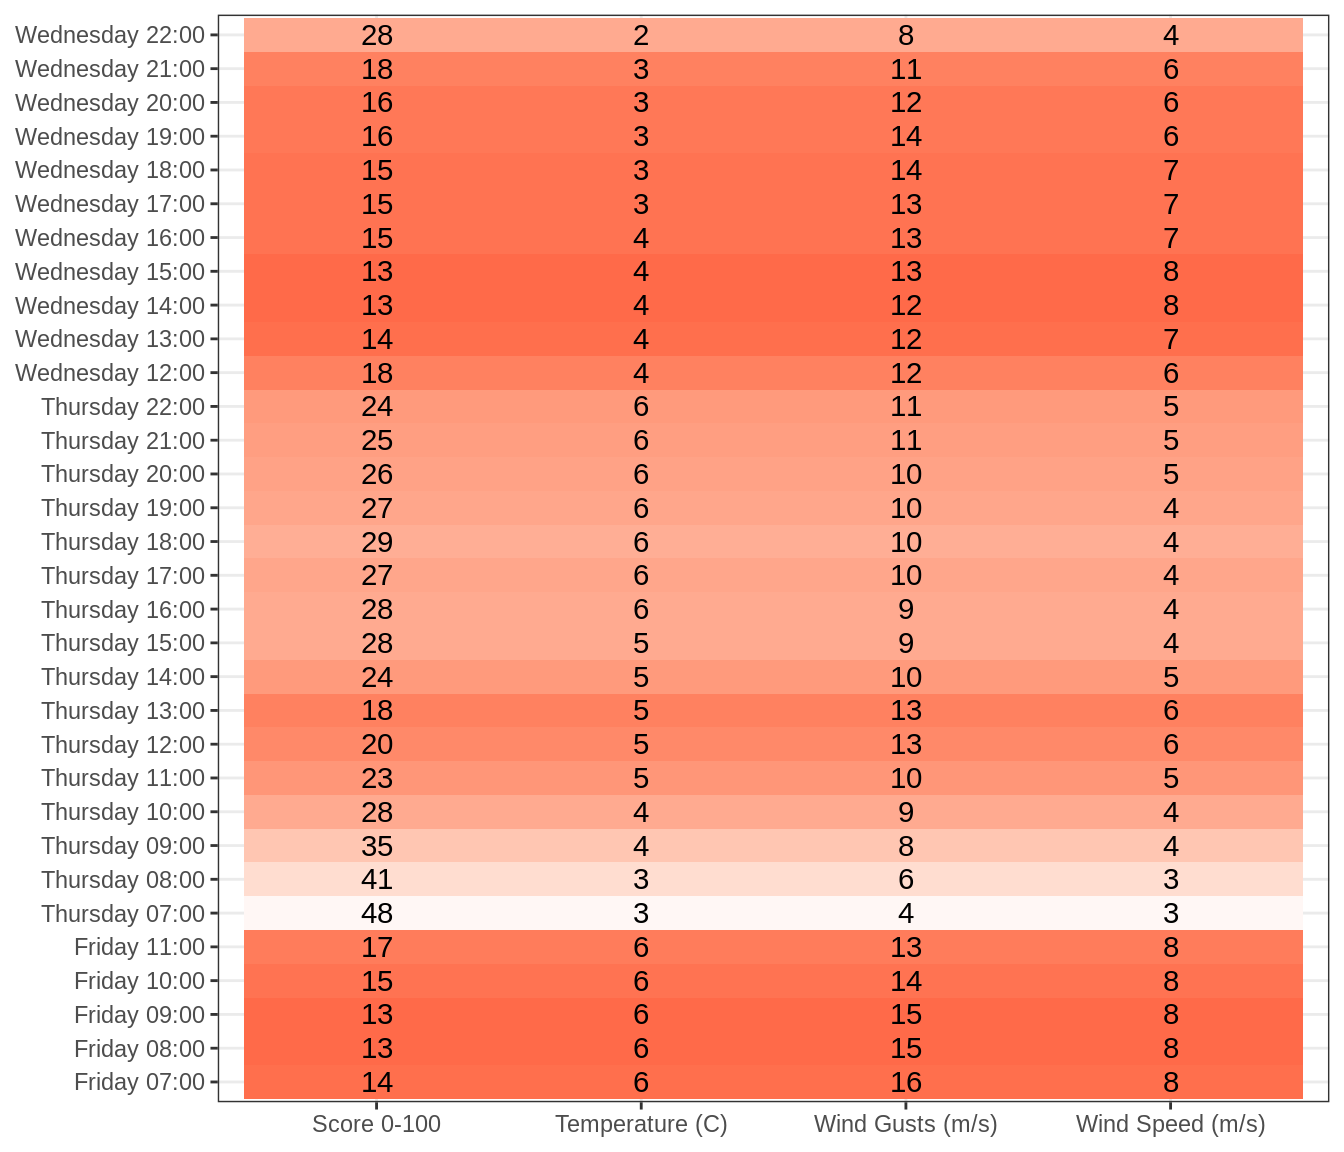 Wednesday 22:00 28 2 8 4
Wednesday 21:00 18 3 11 6
Wednesday 20:00 16 3 12 6
Wednesday 19:00 16 3 14 6
Wednesday 18:00 15 3 14 7
Wednesday 17:00 15 3 13 7
Wednesday 16:00 15 4 13 7
Wednesday 15:00 13 4 13 8
Wednesday 14:00 13 4 12 8
Wednesday 13:00 14 4 12 7
Wednesday 12:00 18 4 12 6
Thursday 22:00 24 6 11 5
Thursday 21:00 25 6 11 5
Thursday 20:00 26 6 10 5
Thursday 19:00 27 6 10 4
Thursday 18:00 29 6 10 4
Thursday 17:00 27 6 10 4
Thursday 16:00 28 6 9 4
Thursday 15:00 28 5 9 4
Thursday 14:00 24 5 10 5
Thursday 13:00 18 5 13 6
Thursday 12:00 20 5 13 6
Thursday 11:00 23 5 10 5
Thursday 10:00 28 4 9 4
Thursday 09:00 35 4 8 4
Thursday 08:00 41 3 6 3
Thursday 07:00 48 3 4 3
Friday 11:00 17 6 13 8
Friday 10:00 15 6 14 8
Friday 09:00 13 6 15 8
Friday 08:00 13 6 15 8
Friday 07:00 14 6 16 8
Score 0-100 Temperature (C) Wind Gusts (m/s) Wind Speed (m/s)